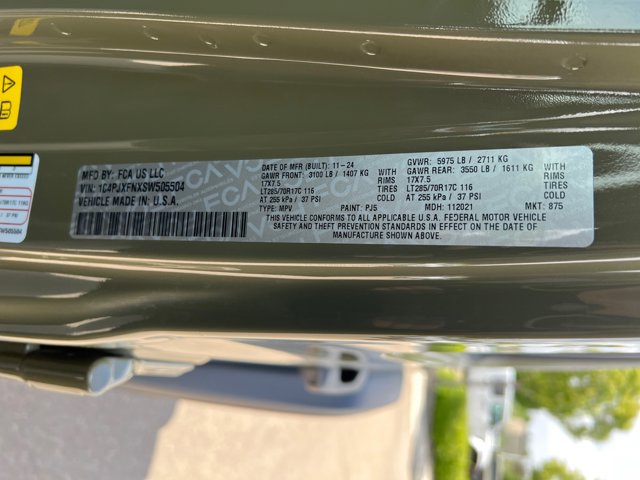 MFD BY: FCA US LLC
VIN: 1C4PJXFNXSW505504
VEHICLE MADE IN U.S.A.
DATE OF MFR (BUILT): 11-24
GAWR FRONT: 3100 LB / 1407 KG
17X7.5 RIMS
LT285/70R17C 116 TIRES
AT 255 kPa / 37 PSI
TYPE: MPV
GVWR: 5975 LB / 2711 KG
GAWR REAR: 3550 LB / 1611 KG
17X7.5 RIMS
LT285/70R17C 116 TIRES
AT 255 kPa / 37 PSI
PAINT: PJ5 MDH: 112021 MKT: 875
THIS VEHICLE CONFORMS TO ALL APPLICABLE U.S.A. FEDERAL MOTOR VEHICLE
SAFETY AND THEFT PREVENTION STANDARDS IN EFFECT ON THE DATE OF
MANUFACTURE SHOWN ABOVE.